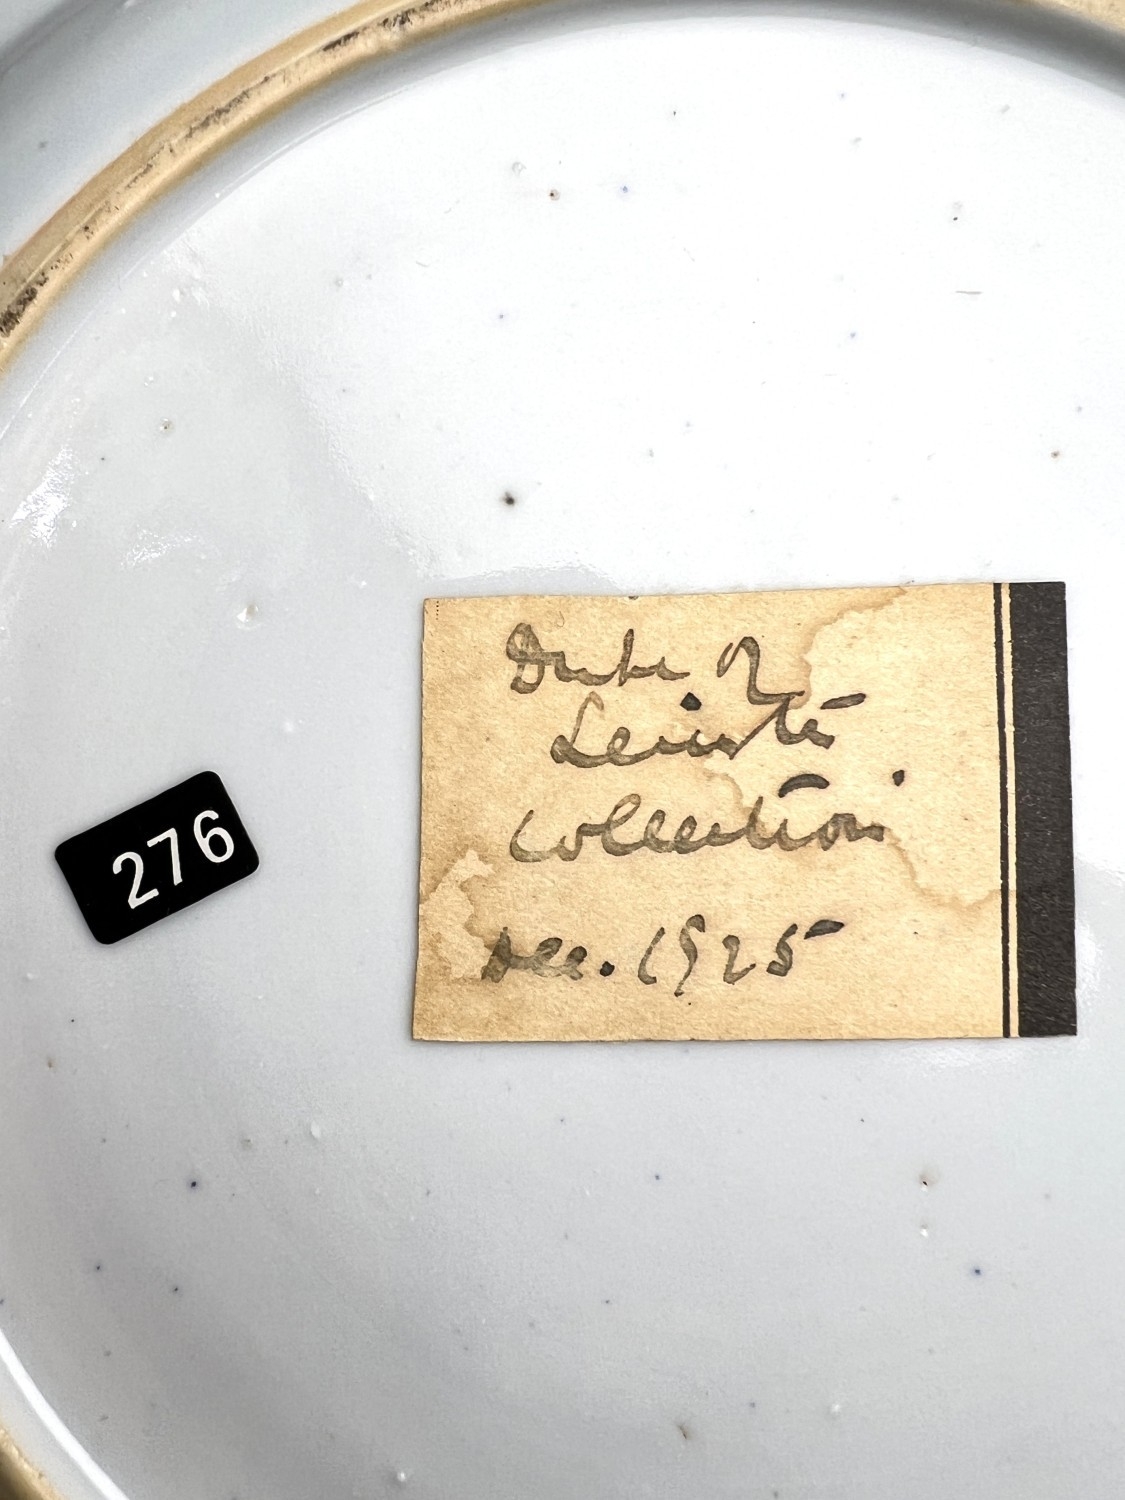 276
Duke of
Leinster
Collection.
Dec. 1925